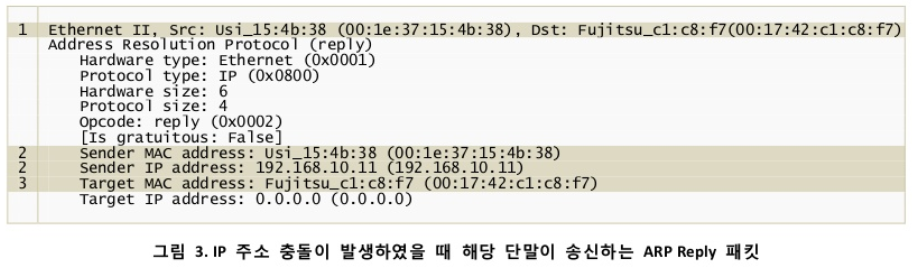 1 Ethernet II, Src: Usi_15:4b:38 (00:1e:37:15:4b:38), Dst: Fujitsu_c1:c8:f7(00:17:42:c1:c8:f7)
Address Resolution Protocol (reply)
Hardware type: Ethernet (0x0001)
Protocol type: IP (0x0800)
Hardware size: 6
Protocol size: 4
Opcode: reply (0x0002)
[Is gratuitous: False]
2 Sender MAC address: Usi_15:4b:38 (00:1e:37:15:4b:38)
2 Sender IP address: 192.168.10.11 (192.168.10.11)
3 Target MAC address: Fujitsu_c1:c8:f7 (00:17:42:c1:c8:f7)
Target IP address: 0.0.0.0 (0.0.0.0)
그림 3. IP 주소 충돌이 발생하였을 때 해당 단말이 송신하는 ARP Reply 패킷